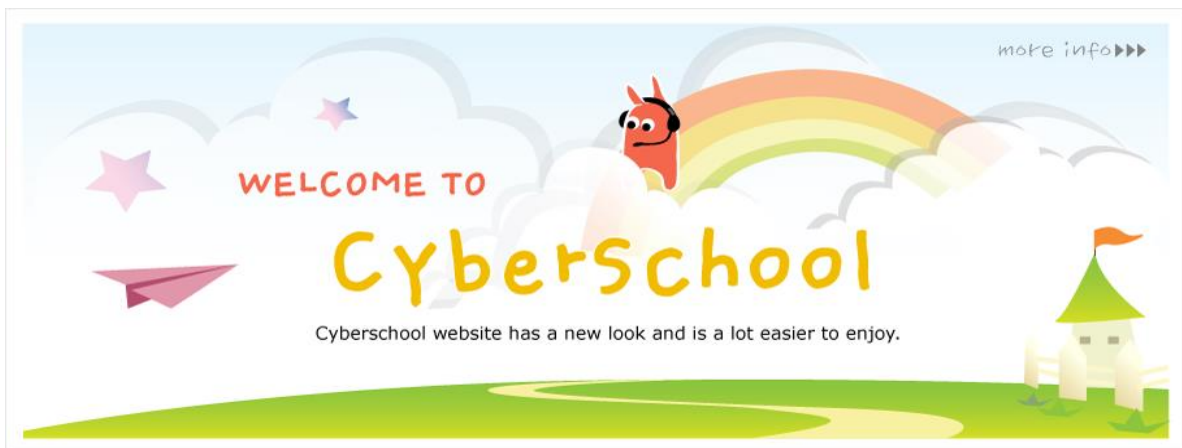 more info
WELCOME TO
Cyberschool
Cyberschool website has a new look and is a lot easier to enjoy.